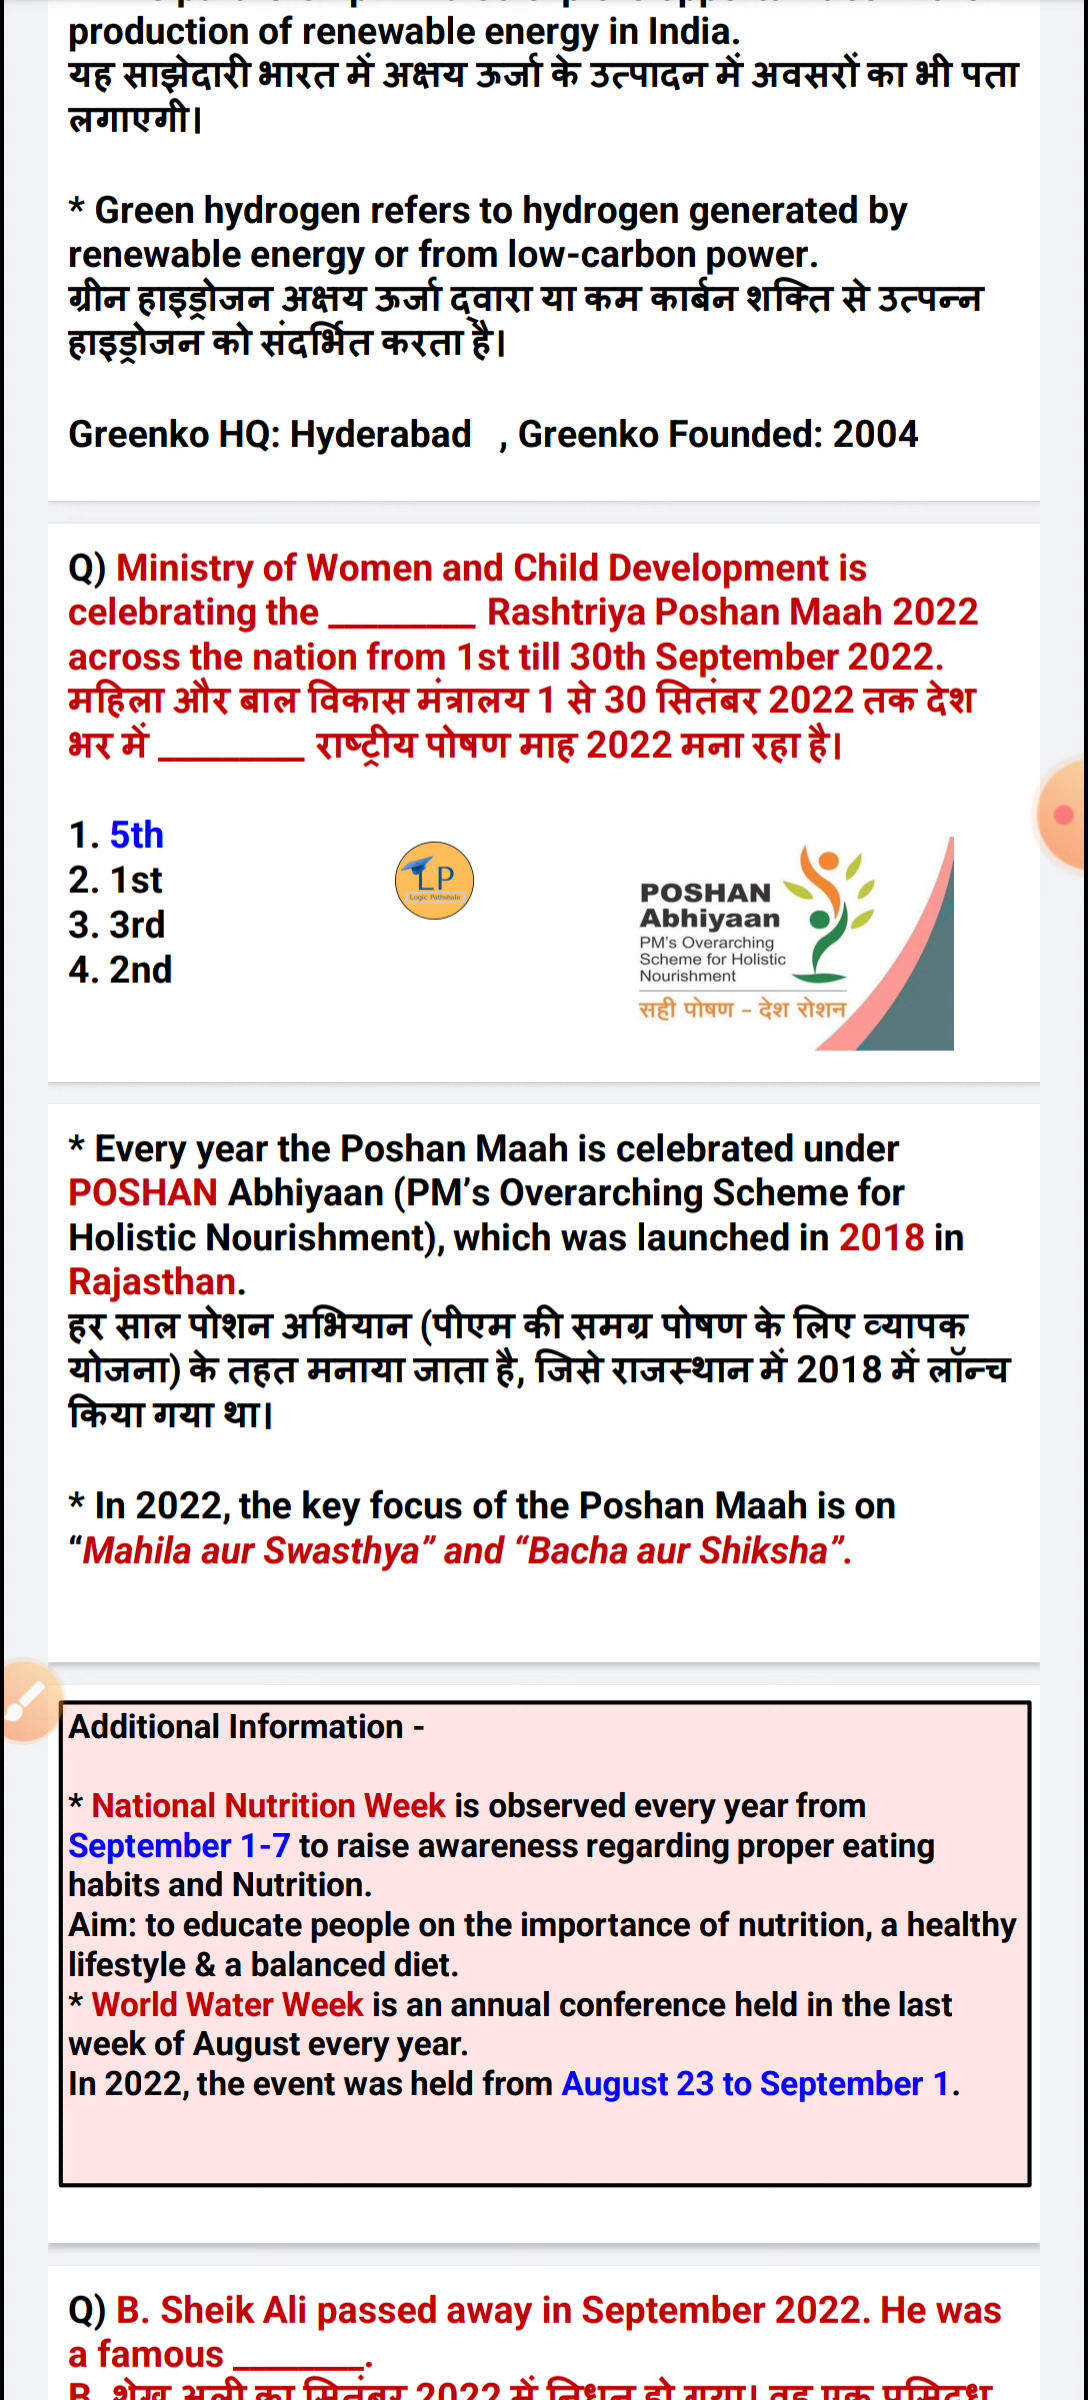 production of renewable energy in India.
यह साझेदारी भारत में अक्षय ऊर्जा के उत्पादन में अवसरों का भी पता
लगाएगी।
* Green hydrogen refers to hydrogen generated by
renewable energy or from low-carbon power.
ग्रीन हाइड्रोजन अक्षय ऊर्जा द्वारा या कम कार्बन शक्ति से उत्पन्न
हाइड्रोजन को संदर्भित करता है।
Greenko HQ: Hyderabad , Greenko Founded: 2004
Q) Ministry of Women and Child Development is
celebrating the ________ Rashtriya Poshan Maah 2022
across the nation from 1st till 30th September 2022.
महिला और बाल विकास मंत्रालय 1 से 30 सितंबर 2022 तक देश
भर में ________ राष्ट्रीय पोषण माह 2022 मना रहा है।
1. 5th
2. 1st
3. 3rd
4. 2nd
LP
Logic Pathshala
POSHAN
Abhiyaan
PM's Overarching
Scheme for Holistic
Nourishment
सही पोषण - देश रोशन
* Every year the Poshan Maah is celebrated under
POSHAN Abhiyaan (PM’s Overarching Scheme for
Holistic Nourishment), which was launched in 2018 in
Rajasthan.
हर साल पोशन अभियान (पीएम की समग्र पोषण के लिए व्यापक
योजना) के तहत मनाया जाता है, जिसे राजस्थान में 2018 में लॉन्च
किया गया था।
* In 2022, the key focus of the Poshan Maah is on
“Mahila aur Swasthya” and “Bacha aur Shiksha”.
Additional Information -
* National Nutrition Week is observed every year from
September 1-7 to raise awareness regarding proper eating
habits and Nutrition.
Aim: to educate people on the importance of nutrition, a healthy
lifestyle & a balanced diet.
* World Water Week is an annual conference held in the last
week of August every year.
In 2022, the event was held from August 23 to September 1.
Q) B. Sheik Ali passed away in September 2022. He was
a famous _______.
B. शेख अली का सितंबर 2022 में निधन हो गया। वह एक प्रसिद्ध